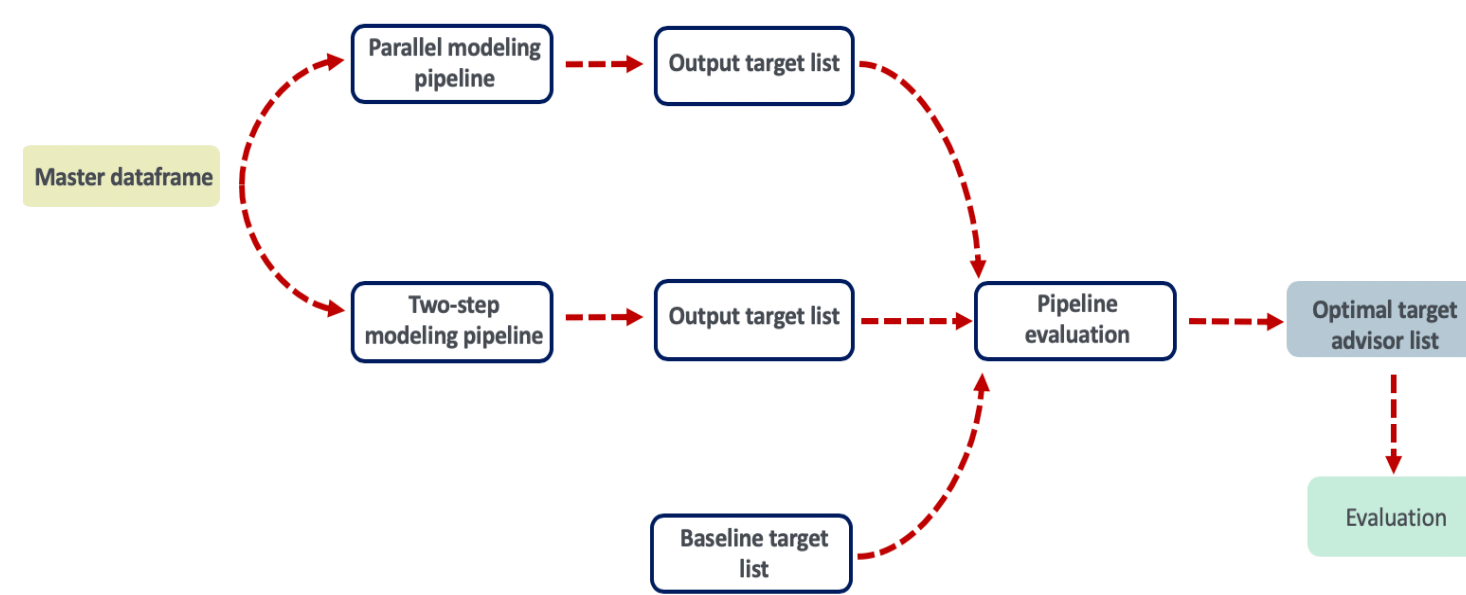 Parallel modeling
pipeline
Output target list
Master dataframe
Two-step
modeling pipeline
Output target list
Pipeline
evaluation
Optimal target
advisor list
Baseline target
list
Evaluation